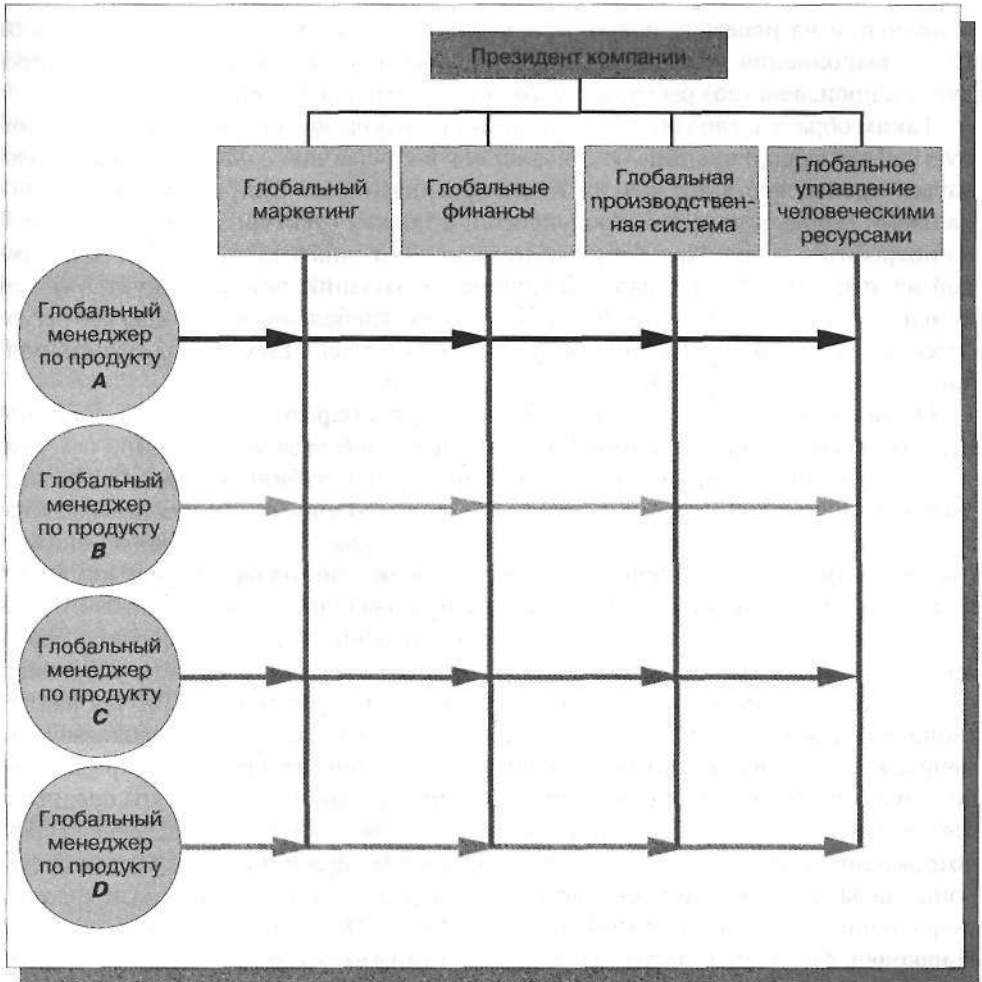 Президент компании
Глобальный
маркетинг
Глобальные
финансы
Глобальная
производствен-
ная система
Глобальное
управление
человеческими
ресурсами
Глобальный
менеджер
по продукту
A
Глобальный
менеджер
по продукту
B
Глобальный
менеджер
по продукту
C
Глобальный
менеджер
по продукту
D